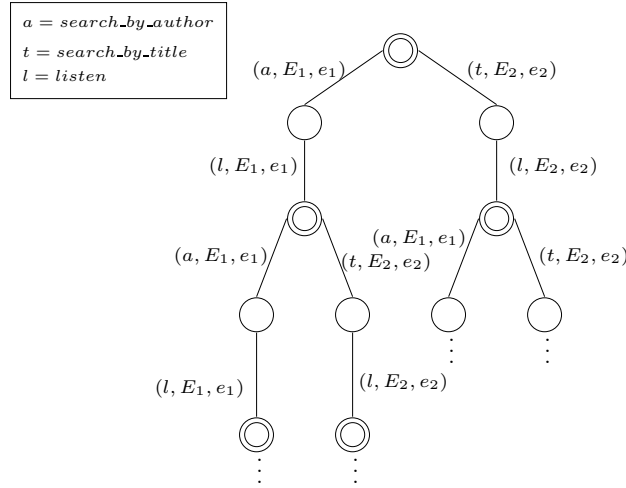 a = search_by_author
t = search_by_title
l = listen
(a, E₁, e₁) (t, E₂, e₂)
(l, E₁, e₁) (l, E₂, e₂)
(a, E₁, e₁) (t, E₂, e₂) (a, E₁, e₁) (t, E₂, e₂)
(l, E₁, e₁) (l, E₂, e₂)